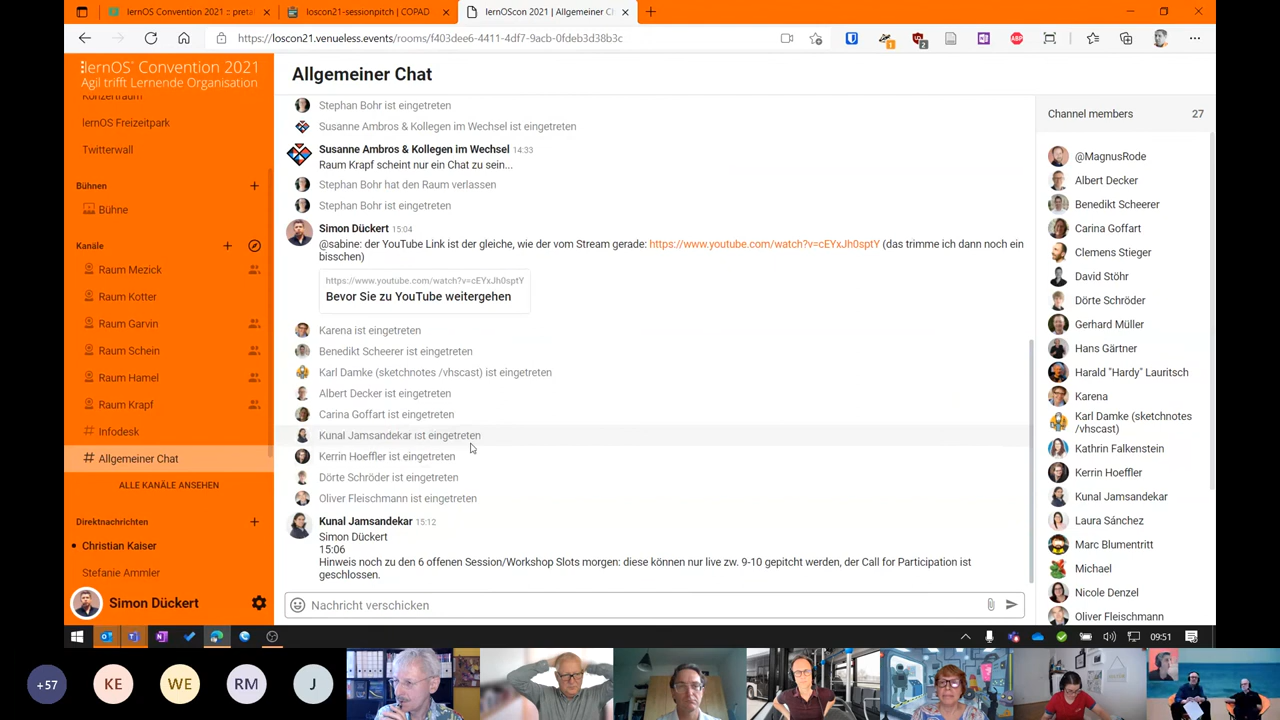 lernOS Convention 2021 :: preta
loscon21-sessionpitch | COPAD
lernOScon 2021 | Allgemeiner C
https://loscon21.venueless.events/rooms/f403dee6-4411-4df7-9acb-0fdeb3d38b3c
1
2
ABP
lernOS Convention 2021
Agil trifft Lernende Organisation
Konzertraum
lernOS Freizeitpark
Twitterwall
Bühnen
Bühne
Kanäle
Raum Mezick
Raum Kotter
Raum Garvin
Raum Schein
Raum Hamel
Raum Krapf
# Infodesk
# Allgemeiner Chat
ALLE KANÄLE ANSEHEN
Direktnachrichten
Christian Kaiser
Stefanie Ammler
Simon Dückert
Allgemeiner Chat
Stephan Bohr ist eingetreten
Susanne Ambros & Kollegen im Wechsel ist eingetreten
Susanne Ambros & Kollegen im Wechsel 14:33
Raum Krapf scheint nur ein Chat zu sein...
Stephan Bohr hat den Raum verlassen
Stephan Bohr ist eingetreten
Simon Dückert 15:04
@sabine: der YouTube Link ist der gleiche, wie der vom Stream gerade: https://www.youtube.com/watch?v=cEYxJh0sptY (das trimme ich dann noch ein
bisschen)
https://www.youtube.com/watch?v=cEYxJh0sptY
Bevor Sie zu YouTube weitergehen
Karena ist eingetreten
Benedikt Scheerer ist eingetreten
Karl Damke (sketchnotes /vhscast) ist eingetreten
Albert Decker ist eingetreten
Carina Goffart ist eingetreten
Kunal Jamsandekar ist eingetreten
Kerrin Hoeffler ist eingetreten
Dörte Schröder ist eingetreten
Oliver Fleischmann ist eingetreten
Kunal Jamsandekar 15:12
Simon Dückert
15:06
Hinweis noch zu den 6 offenen Session/Workshop Slots morgen: diese können nur live zw. 9-10 gepitcht werden, der Call for Participation ist
geschlossen.
Nachricht verschicken
Channel members 27
@MagnusRode
Albert Decker
Benedikt Scheerer
Carina Goffart
Clemens Stieger
David Stöhr
Dörte Schröder
Gerhard Müller
Hans Gärtner
Harald "Hardy" Lauritsch
Karena
Karl Damke (sketchnotes
/vhscast)
Kathrin Falkenstein
Kerrin Hoeffler
Kunal Jamsandekar
Laura Sánchez
Marc Blumentritt
Michael
Nicole Denzel
Oliver Fleischmann
09:51
+57
KE
WE
RM
J